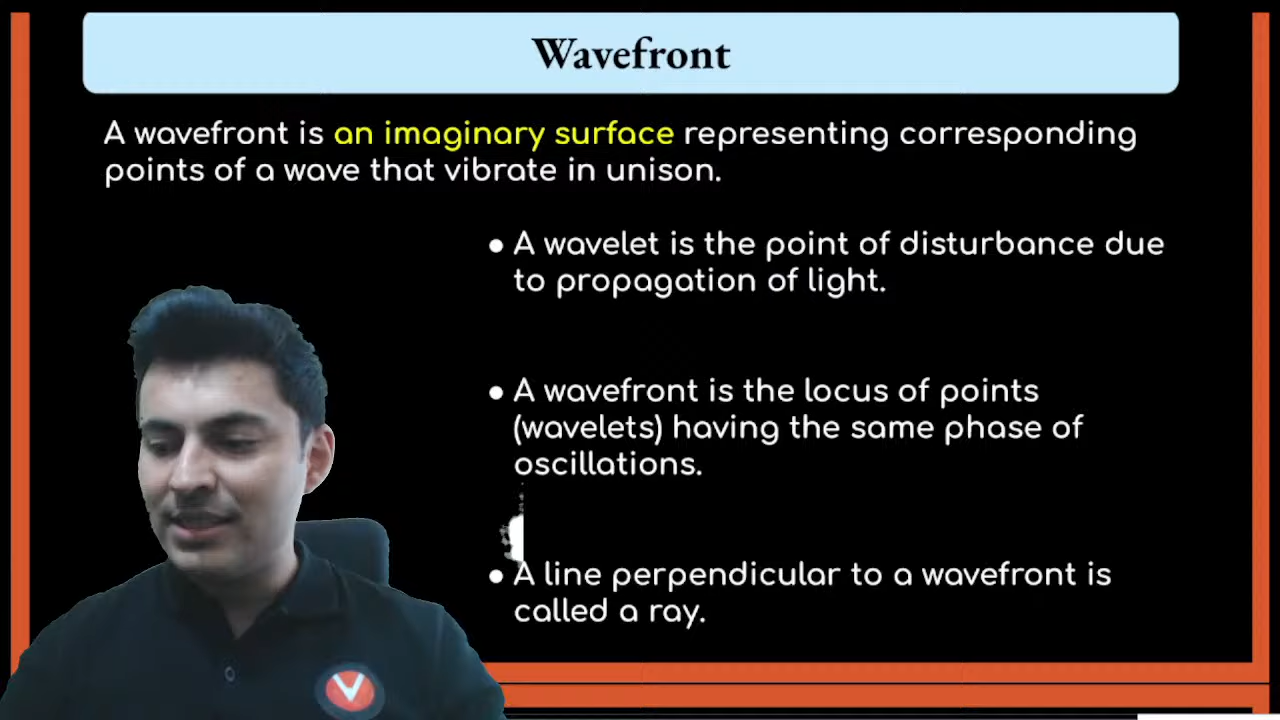 Wavefront
A wavefront is an imaginary surface representing corresponding
points of a wave that vibrate in unison.
● A wavelet is the point of disturbance due
to propagation of light.
● A wavefront is the locus of points
(wavelets) having the same phase of
oscillations.
● A line perpendicular to a wavefront is
called a ray.
V